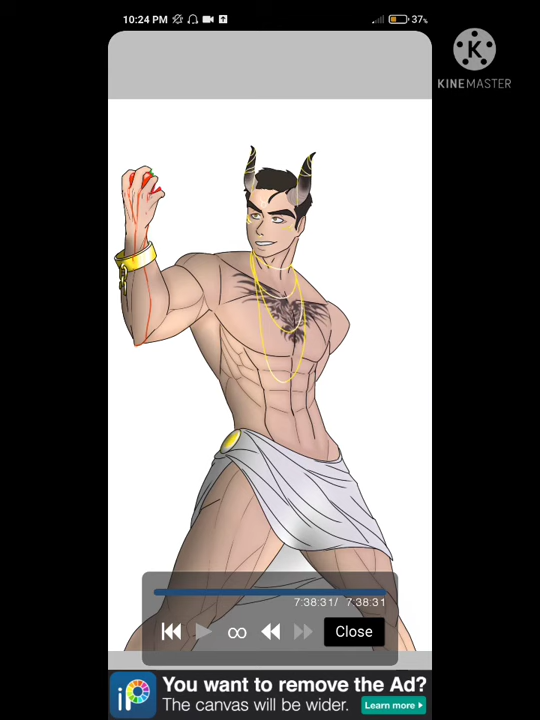 10:24 PM
37%
K
KINEMASTER
7:38:31/ 7:38:31
Close
iP
You want to remove the Ad?
The canvas will be wider.
Learn more